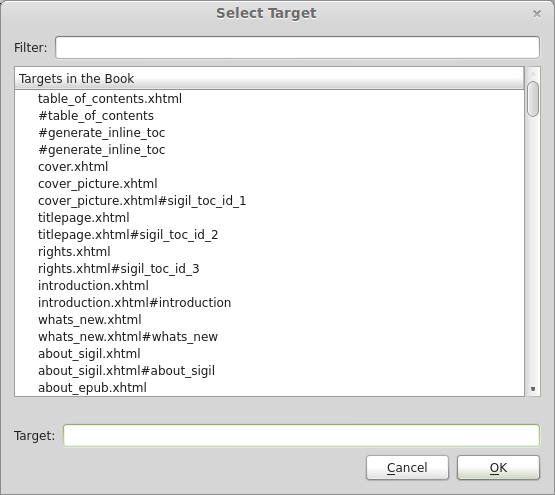 Select Target
Filter:
Targets in the Book
table_of_contents.xhtml
#table_of_contents
#generate_inline_toc
#generate_inline_toc
cover.xhtml
cover_picture.xhtml
cover_picture.xhtml#sigil_toc_id_1
titlepage.xhtml
titlepage.xhtml#sigil_toc_id_2
rights.xhtml
rights.xhtml#sigil_toc_id_3
introduction.xhtml
introduction.xhtml#introduction
whats_new.xhtml
whats_new.xhtml#whats_new
about_sigil.xhtml
about_sigil.xhtml#about_sigil
about_epub.xhtml
Target:
Cancel OK